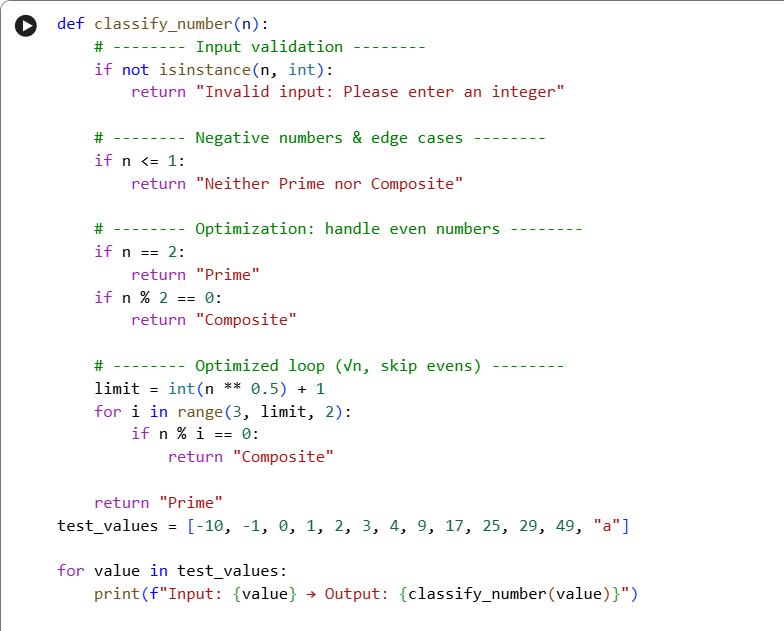 def classify_number(n):
    # -------- Input validation --------
    if not isinstance(n, int):
        return "Invalid input: Please enter an integer"

    # -------- Negative numbers & edge cases --------
    if n <= 1:
        return "Neither Prime nor Composite"

    # -------- Optimization: handle even numbers --------
    if n == 2:
        return "Prime"
    if n % 2 == 0:
        return "Composite"

    # -------- Optimized loop (√n, skip evens) --------
    limit = int(n ** 0.5) + 1
    for i in range(3, limit, 2):
        if n % i == 0:
            return "Composite"

    return "Prime"
test_values = [-10, -1, 0, 1, 2, 3, 4, 9, 17, 25, 29, 49, "a"]

for value in test_values:
    print(f"Input: {value} → Output: {classify_number(value)}")